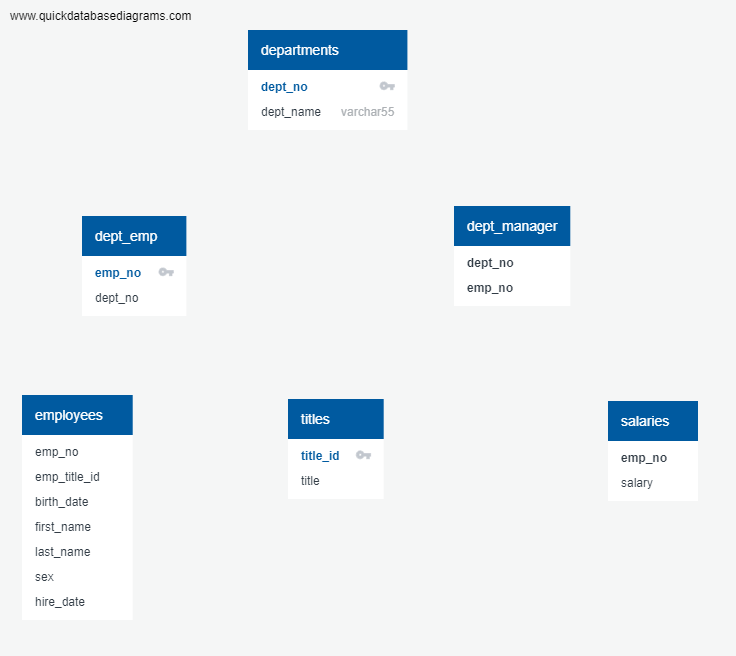 www.quickdatabasediagrams.com
departments
dept_no
dept_name varchar55
dept_emp
emp_no
dept_no
dept_manager
dept_no
emp_no
employees
emp_no
emp_title_id
birth_date
first_name
last_name
sex
hire_date
titles
title_id
title
salaries
emp_no
salary